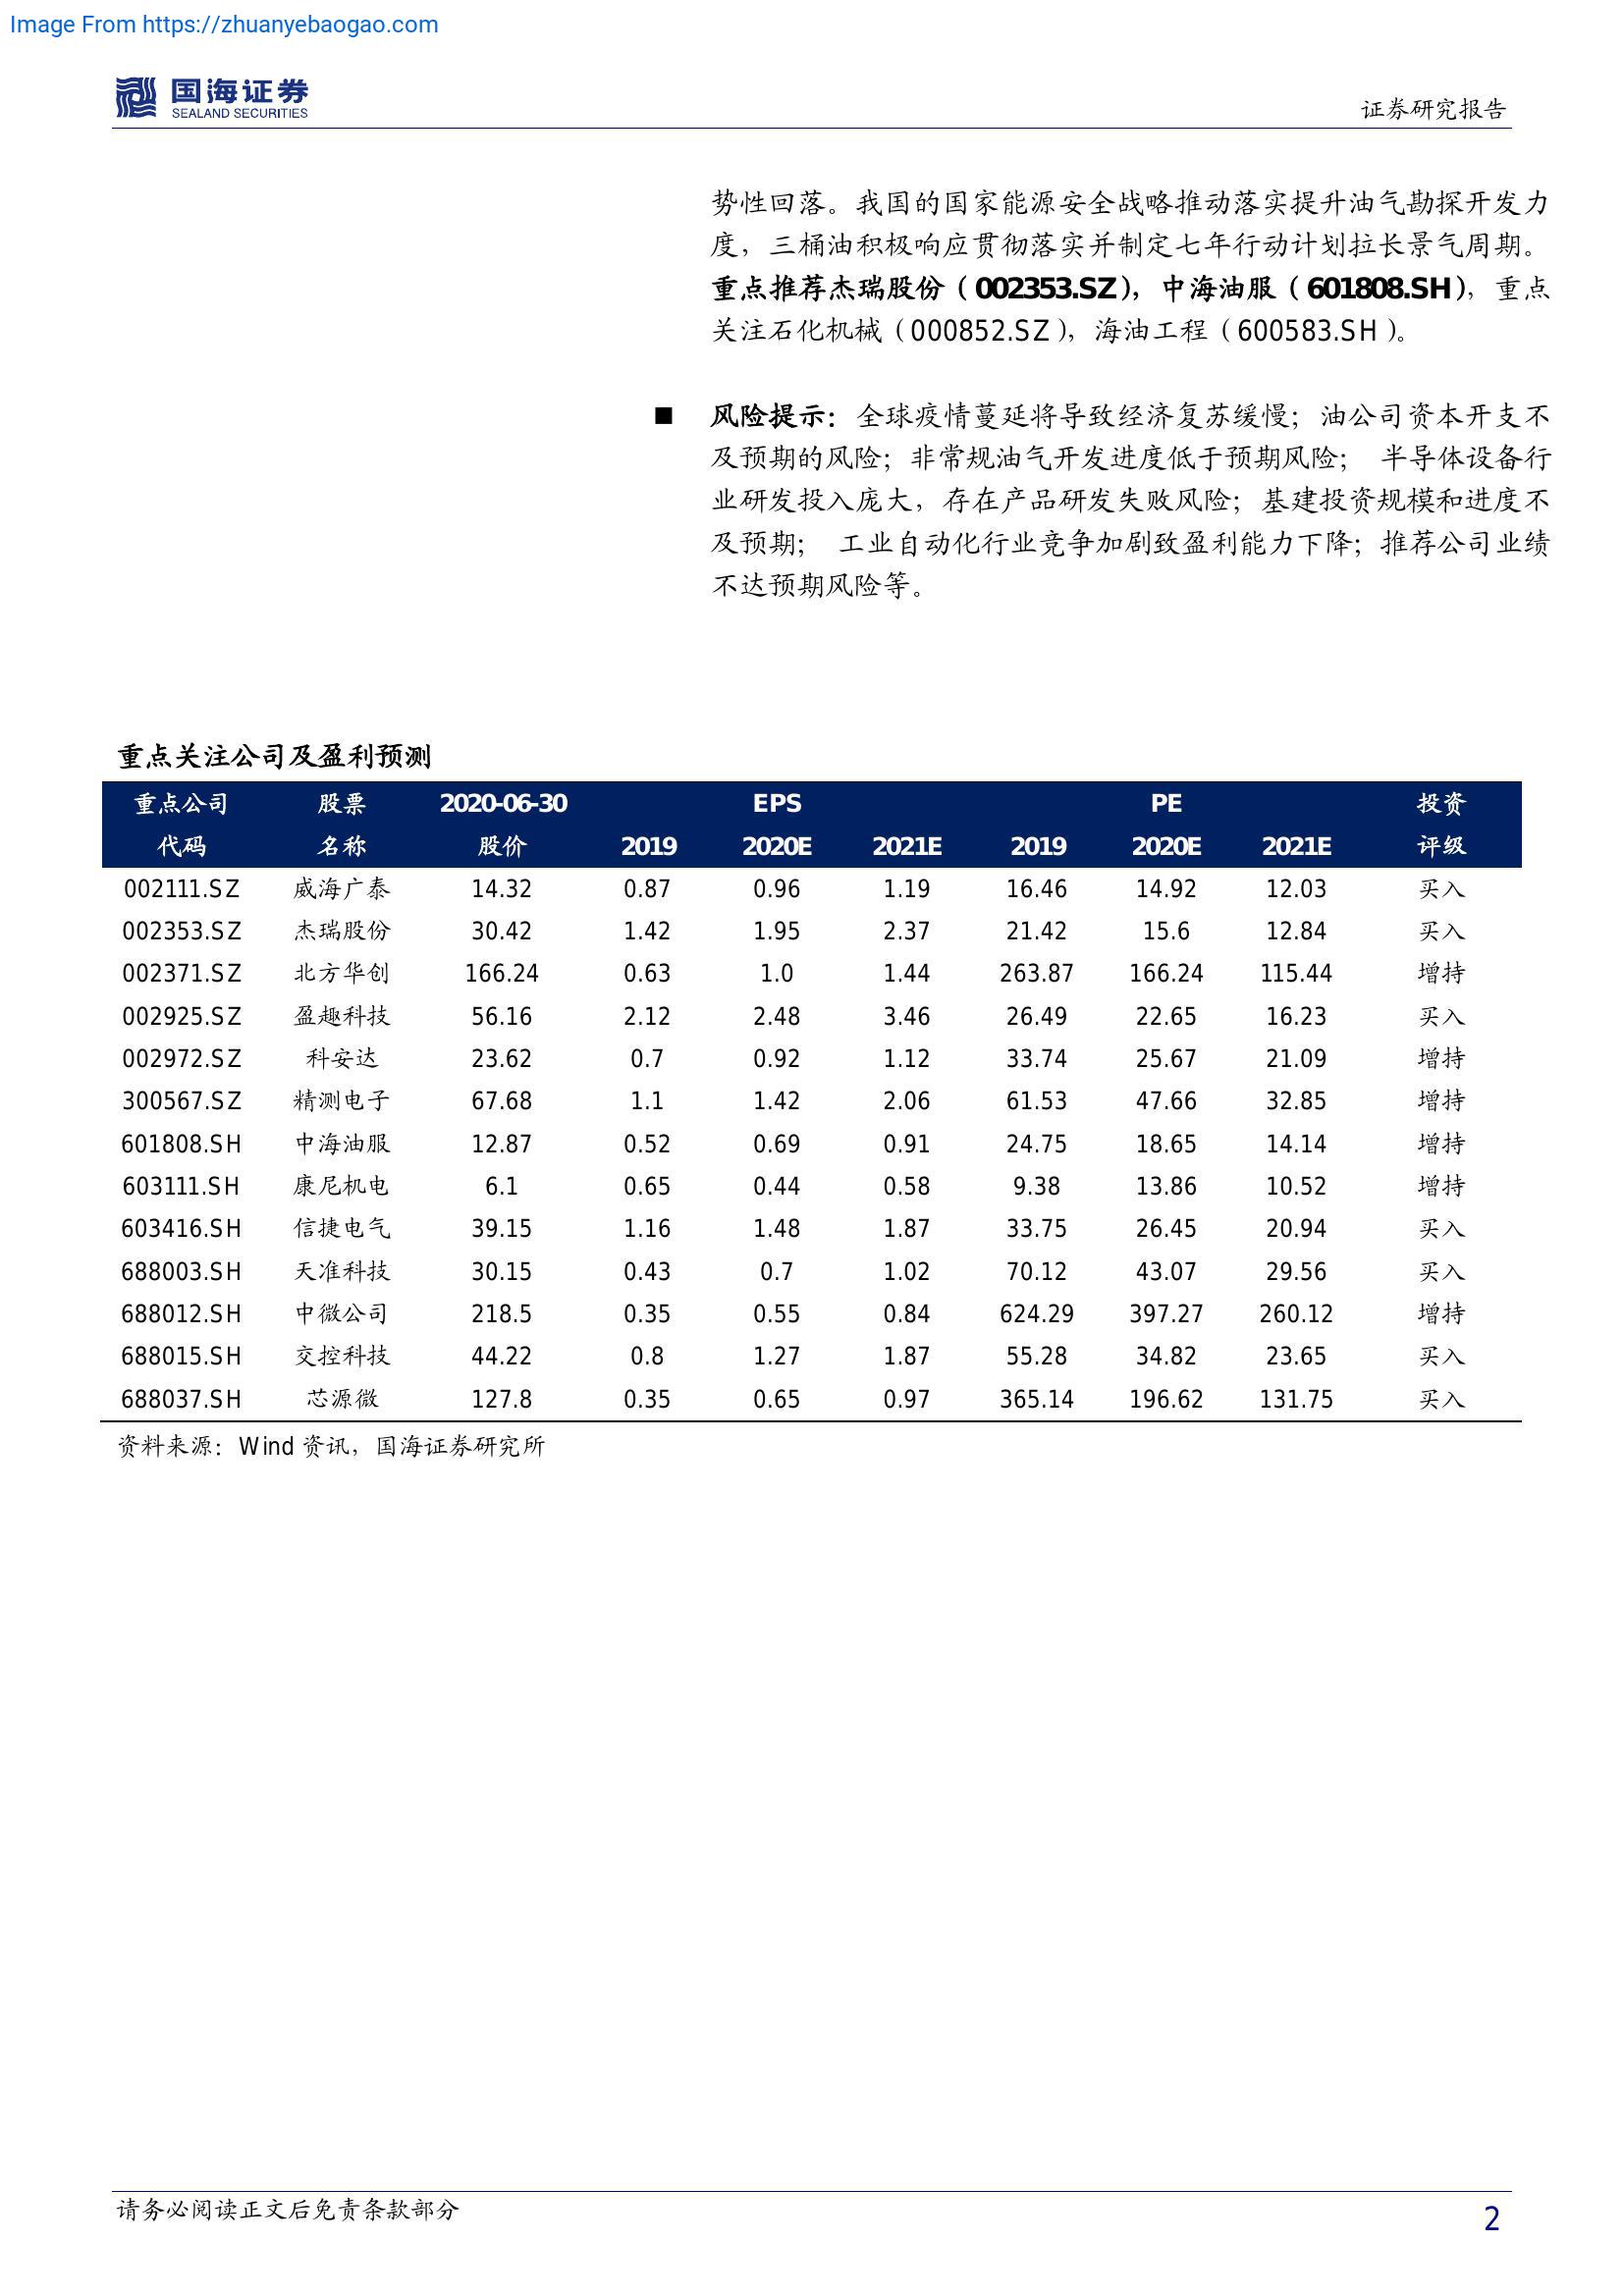 Image From https://zhuanyebaogao.com
国海证券
SEALAND SECURITIES
证券研究报告
势性回落。我国的国家能源安全战略推动落实提升油气勘探开发力
度，三桶油积极响应贯彻落实并制定七年行动计划拉长景气周期。
重点推荐杰瑞股份（002353.SZ），中海油服（601808.SH），重点
关注石化机械（000852.SZ），海油工程（600583.SH）。
■ 风险提示：全球疫情蔓延将导致经济复苏缓慢；油公司资本开支不
及预期的风险；非常规油气开发进度低于预期风险； 半导体设备行
业研发投入庞大，存在产品研发失败风险；基建投资规模和进度不
及预期； 工业自动化行业竞争加剧致盈利能力下降；推荐公司业绩
不达预期风险等。
重点关注公司及盈利预测
重点公司 股票 2020-06-30 EPS PE 投资
代码 名称 股价 2019 2020E 2021E 2019 2020E 2021E 评级
002111.SZ 威海广泰 14.32 0.87 0.96 1.19 16.46 14.92 12.03 买入
002353.SZ 杰瑞股份 30.42 1.42 1.95 2.37 21.42 15.6 12.84 买入
002371.SZ 北方华创 166.24 0.63 1.0 1.44 263.87 166.24 115.44 增持
002925.SZ 盈趣科技 56.16 2.12 2.48 3.46 26.49 22.65 16.23 买入
002972.SZ 科安达 23.62 0.7 0.92 1.12 33.74 25.67 21.09 增持
300567.SZ 精测电子 67.68 1.1 1.42 2.06 61.53 47.66 32.85 增持
601808.SH 中海油服 12.87 0.52 0.69 0.91 24.75 18.65 14.14 增持
603111.SH 康尼机电 6.1 0.65 0.44 0.58 9.38 13.86 10.52 增持
603416.SH 信捷电气 39.15 1.16 1.48 1.87 33.75 26.45 20.94 买入
688003.SH 天准科技 30.15 0.43 0.7 1.02 70.12 43.07 29.56 买入
688012.SH 中微公司 218.5 0.35 0.55 0.84 624.29 397.27 260.12 增持
688015.SH 交控科技 44.22 0.8 1.27 1.87 55.28 34.82 23.65 买入
688037.SH 芯源微 127.8 0.35 0.65 0.97 365.14 196.62 131.75 买入
资料来源：Wind 资讯，国海证券研究所
请务必阅读正文后免责条款部分
2